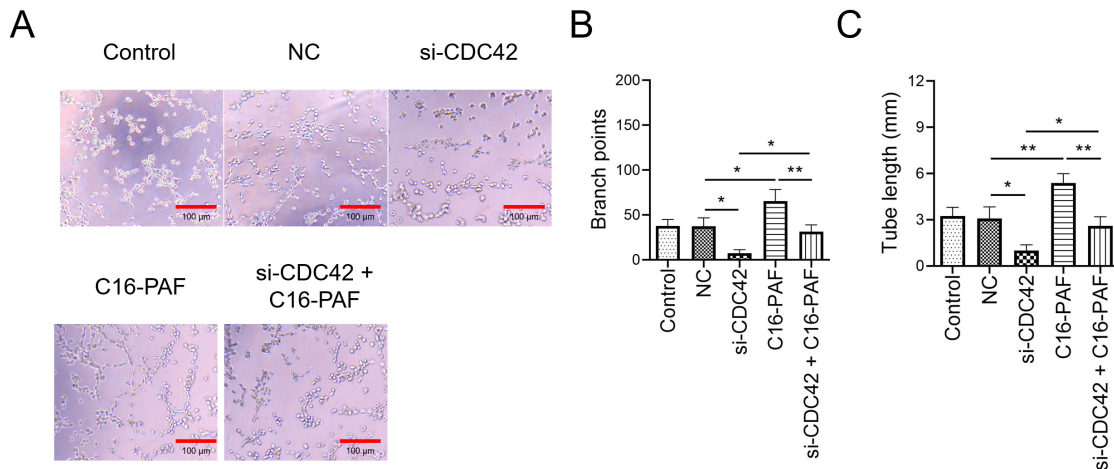 A
Control
NC
si-CDC42
100 μm
100 μm
100 μm
C16-PAF
si-CDC42 +
C16-PAF
100 μm
100 μm
B
Branch points
200
150
100
50
0
*
*
**
*
Control
NC
si-CDC42
C16-PAF
si-CDC42 + C16-PAF
C
Tube length (mm)
12
9
6
3
0
*
**
**
*
Control
NC
si-CDC42
C16-PAF
si-CDC42 + C16-PAF